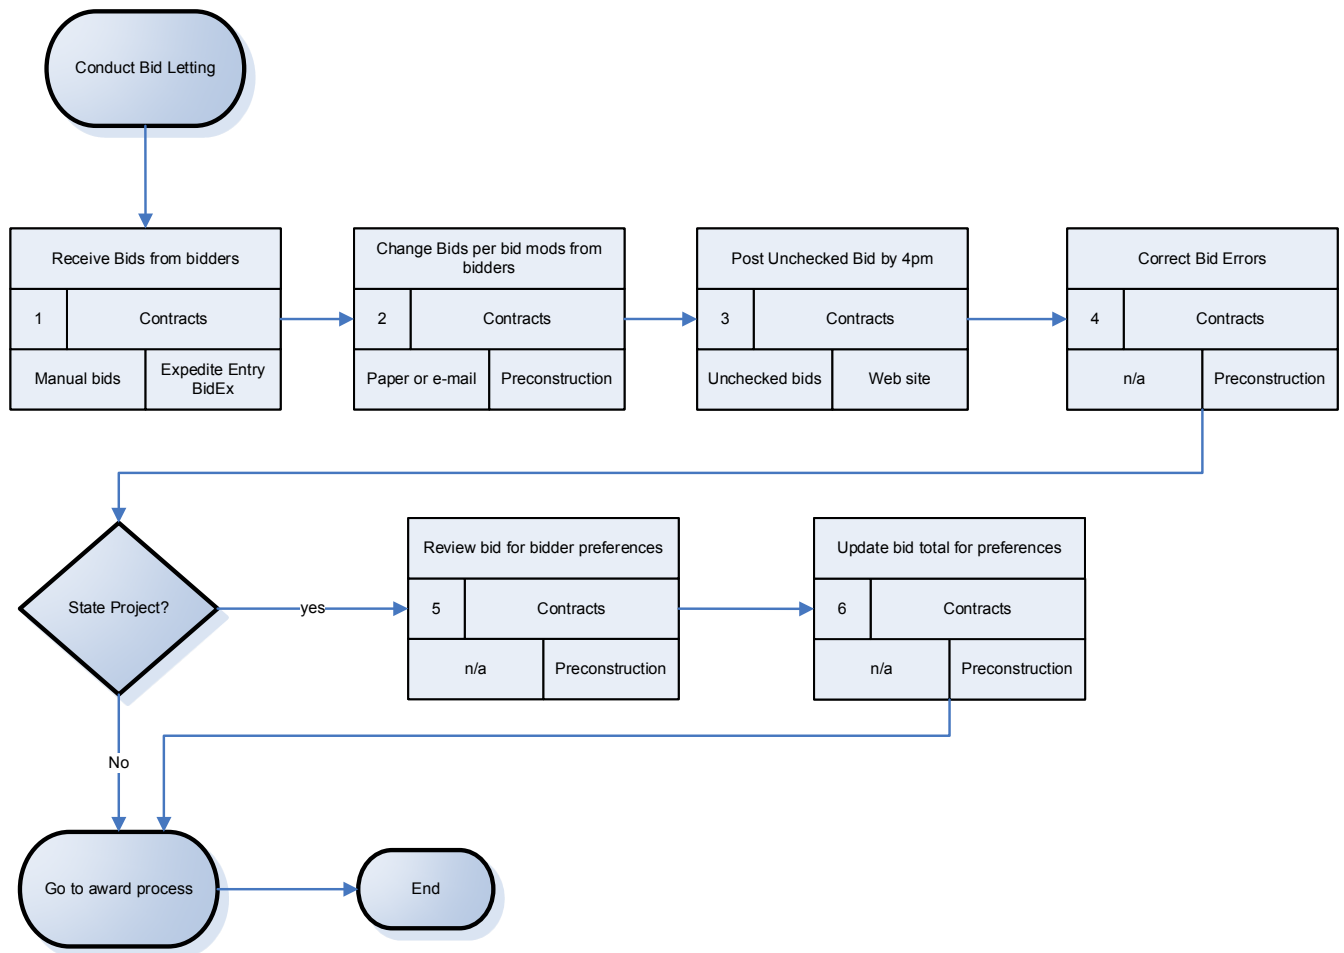 Conduct Bid Letting
Receive Bids from bidders
1
Contracts
Manual bids
Expedite Entry
BidEx
Change Bids per bid mods from
bidders
2
Contracts
Paper or e-mail
Preconstruction
Post Unchecked Bid by 4pm
3
Contracts
Unchecked bids
Web site
Correct Bid Errors
4
Contracts
n/a
Preconstruction
State Project?
yes
Review bid for bidder preferences
5
Contracts
n/a
Preconstruction
Update bid total for preferences
6
Contracts
n/a
Preconstruction
No
Go to award process
End